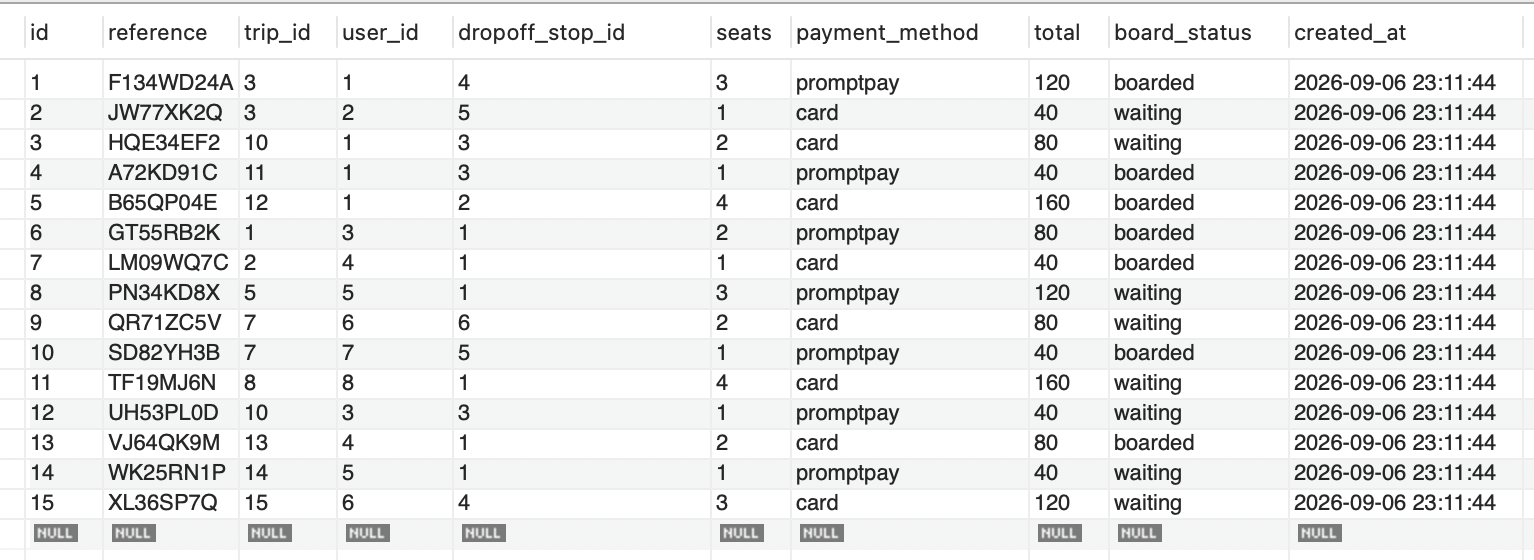 id reference trip_id user_id dropoff_stop_id seats payment_method total board_status created_at
1 F134WD24A 3 1 4 3 promptpay 120 boarded 2026-09-06 23:11:44
2 JW77XK2Q 3 2 5 1 card 40 waiting 2026-09-06 23:11:44
3 HQE34EF2 10 1 3 2 card 80 waiting 2026-09-06 23:11:44
4 A72KD91C 11 1 3 1 promptpay 40 boarded 2026-09-06 23:11:44
5 B65QP04E 12 1 2 4 card 160 boarded 2026-09-06 23:11:44
6 GT55RB2K 1 3 1 2 promptpay 80 boarded 2026-09-06 23:11:44
7 LM09WQ7C 2 4 1 1 card 40 boarded 2026-09-06 23:11:44
8 PN34KD8X 5 5 1 3 promptpay 120 waiting 2026-09-06 23:11:44
9 QR71ZC5V 7 6 6 2 card 80 waiting 2026-09-06 23:11:44
10 SD82YH3B 7 7 5 1 promptpay 40 boarded 2026-09-06 23:11:44
11 TF19MJ6N 8 8 1 4 card 160 waiting 2026-09-06 23:11:44
12 UH53PL0D 10 3 3 1 promptpay 40 waiting 2026-09-06 23:11:44
13 VJ64QK9M 13 4 1 2 card 80 boarded 2026-09-06 23:11:44
14 WK25RN1P 14 5 1 1 promptpay 40 waiting 2026-09-06 23:11:44
15 XL36SP7Q 15 6 4 3 card 120 waiting 2026-09-06 23:11:44
NULL NULL NULL NULL NULL NULL NULL NULL NULL NULL